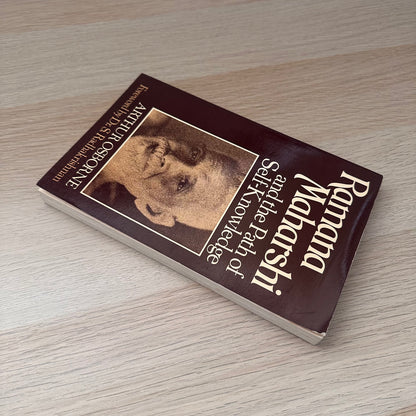 Ramana
Maharshi
and the Path of
Self-Knowledge
ARTHUR OSBORNE
Foreword by Dr. S. Radhakrishnan